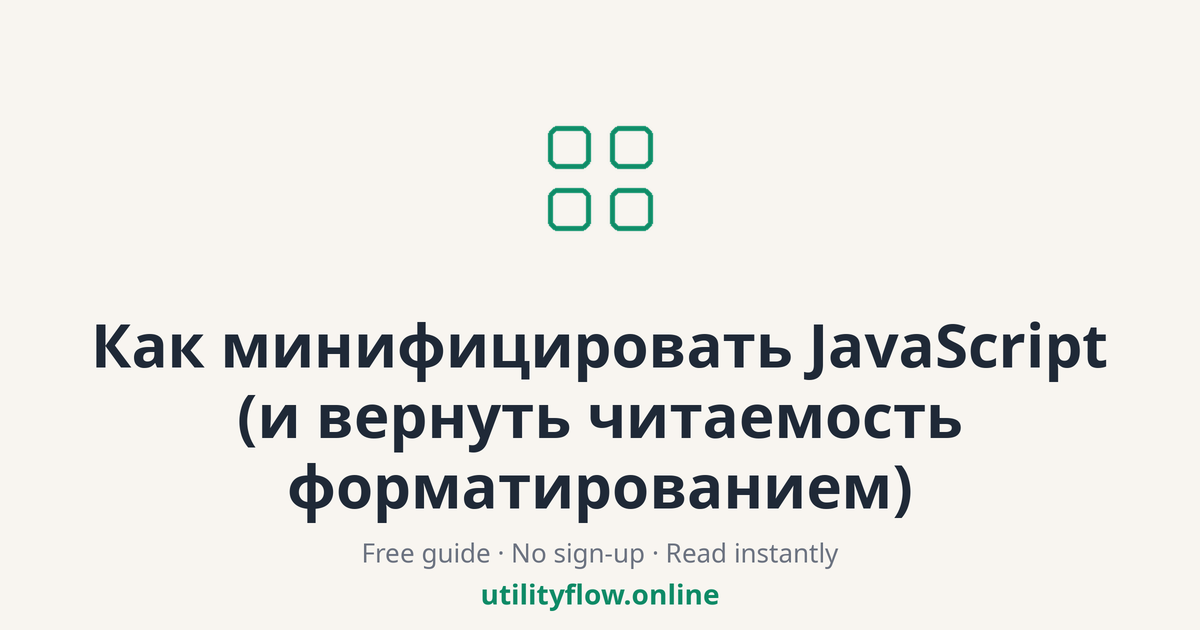 Как минифицировать JavaScript
(и вернуть читаемость
форматированием)
Free guide · No sign-up · Read instantly
utilityflow.online